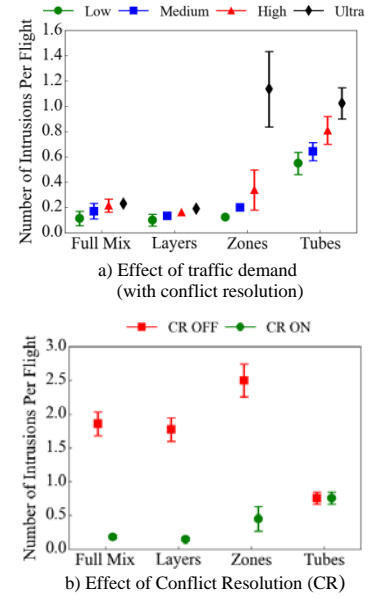 Low Medium High Ultra
Number of Intrusions Per Flight
1.6
1.4
1.2
1.0
0.8
0.6
0.4
0.2
0.0
Full Mix Layers Zones Tubes
a) Effect of traffic demand
(with conflict resolution)
CR OFF CR ON
Number of Intrusions Per Flight
3.0
2.5
2.0
1.5
1.0
0.5
0.0
Full Mix Layers Zones Tubes
b) Effect of Conflict Resolution (CR)